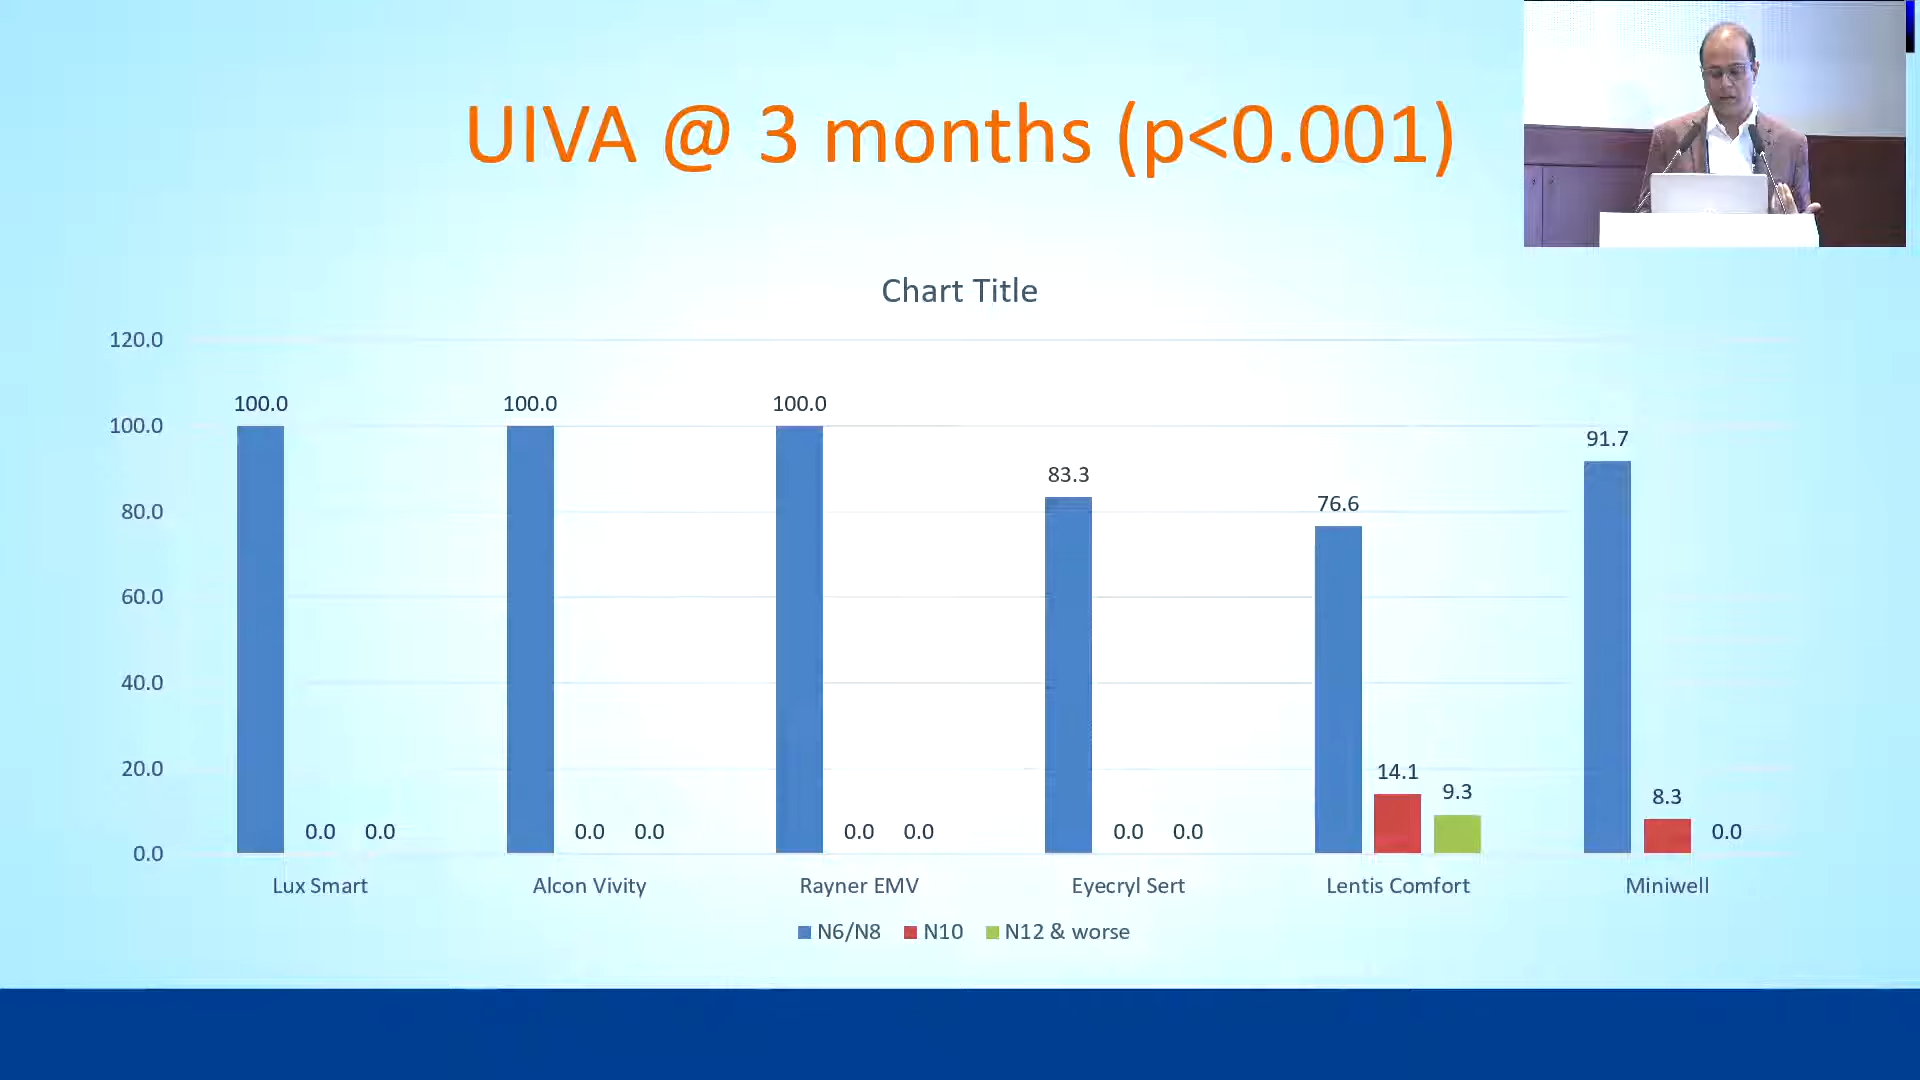 UIVA @ 3 months (p<0.001)
Chart Title
120.0
100.0
80.0
60.0
40.0
20.0
0.0
100.0 0.0 0.0
100.0 0.0 0.0
100.0 0.0 0.0
83.3 0.0 0.0
76.6 14.1 9.3
91.7 8.3 0.0
Lux Smart Alcon Vivity Rayner EMV Eyecryl Sert Lentis Comfort Miniwell
N6/N8 N10 N12 & worse